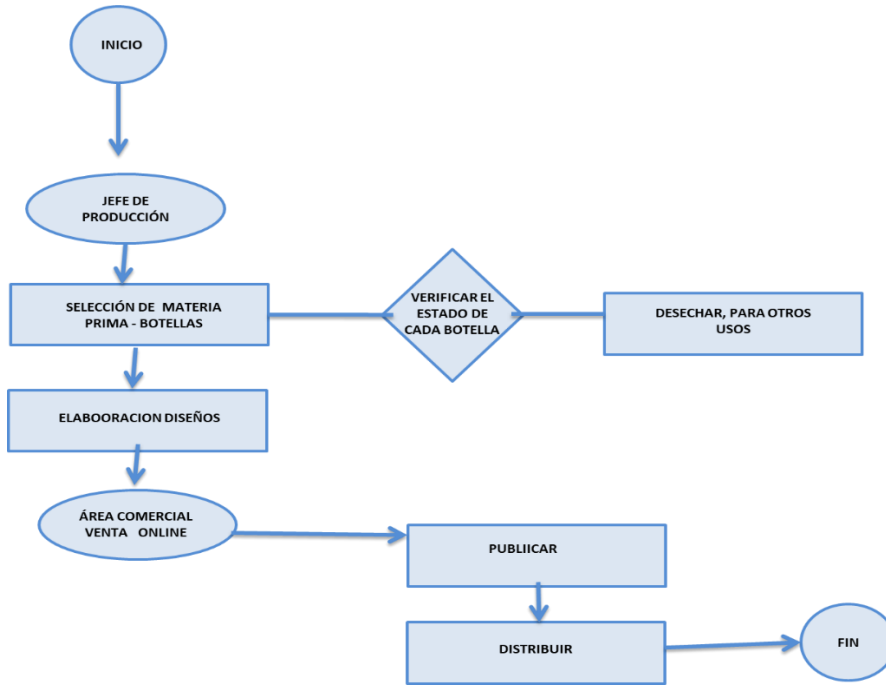 INICIO
JEFE DE
PRODUCCIÓN
SELECCIÓN DE MATERIA
PRIMA - BOTELLAS
VERIFICAR EL
ESTADO DE
CADA BOTELLA
DESECHAR, PARA OTROS
USOS
ELABOORACION DISEÑOS
ÁREA COMERCIAL
VENTA ONLINE
PUBLIICAR
DISTRIBUIR
FIN